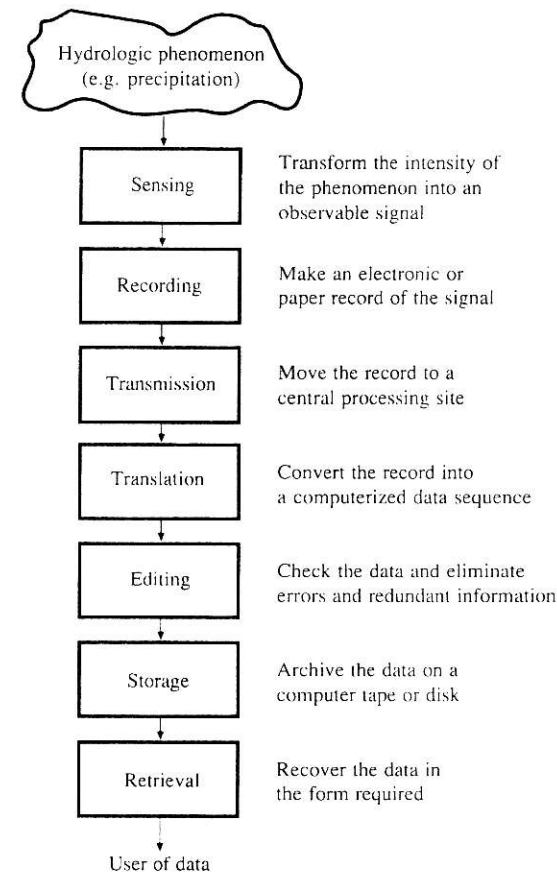 Hydrologic phenomenon
(e.g. precipitation)
Sensing
Transform the intensity of
the phenomenon into an
observable signal
Recording
Make an electronic or
paper record of the signal
Transmission
Move the record to a
central processing site
Translation
Convert the record into
a computerized data sequence
Editing
Check the data and eliminate
errors and redundant information
Storage
Archive the data on a
computer tape or disk
Retrieval
Recover the data in
the form required
User of data